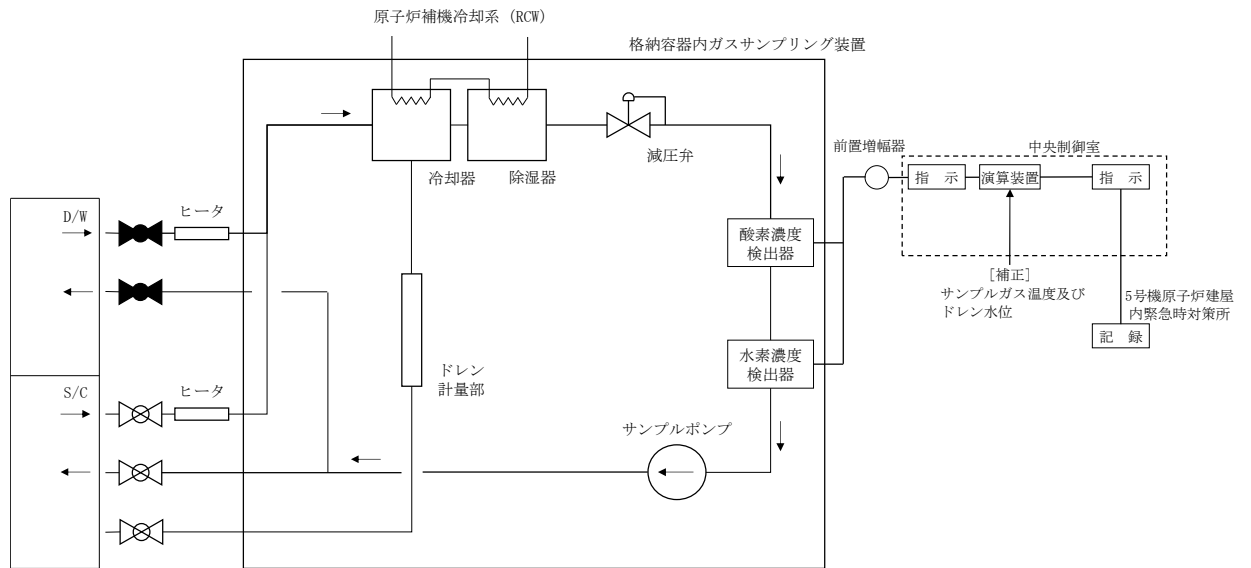 原子炉補機冷却系 (RCW)
格納容器内ガスサンプリング装置
減圧弁
冷却器
除湿器
前置増幅器
中央制御室
指 示
演算装置
指 示
D/W
ヒータ
酸素濃度
検出器
[補正]
サンプルガス温度及び
ドレン水位
5号機原子炉建屋
内緊急時対策所
記 録
水素濃度
検出器
ドレン
計量部
S/C
ヒータ
サンプルポンプ